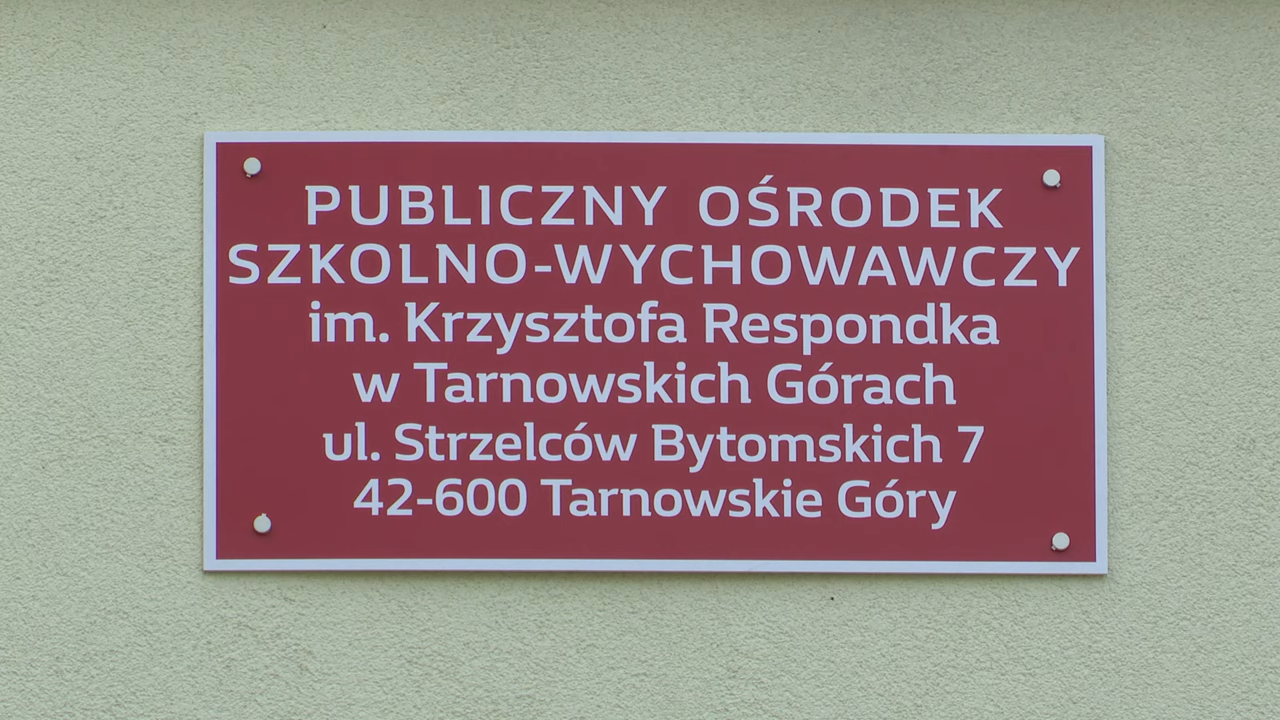 PUBLICZNY OŚRODEK
SZKOLNO-WYCHOWAWCZY
im. Krzysztofa Respondka
w Tarnowskich Górach
ul. Strzelców Bytomskich 7
42-600 Tarnowskie Góry